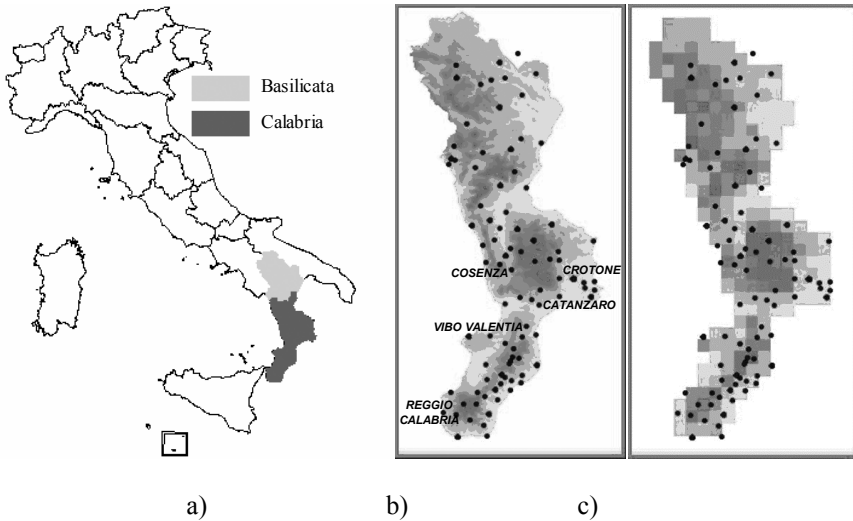 Basilicata
Calabria
COSENZA
CROTONE
CATANZARO
VIBO VALENTIA
REGGIO
CALABRIA
a)
b)
c)